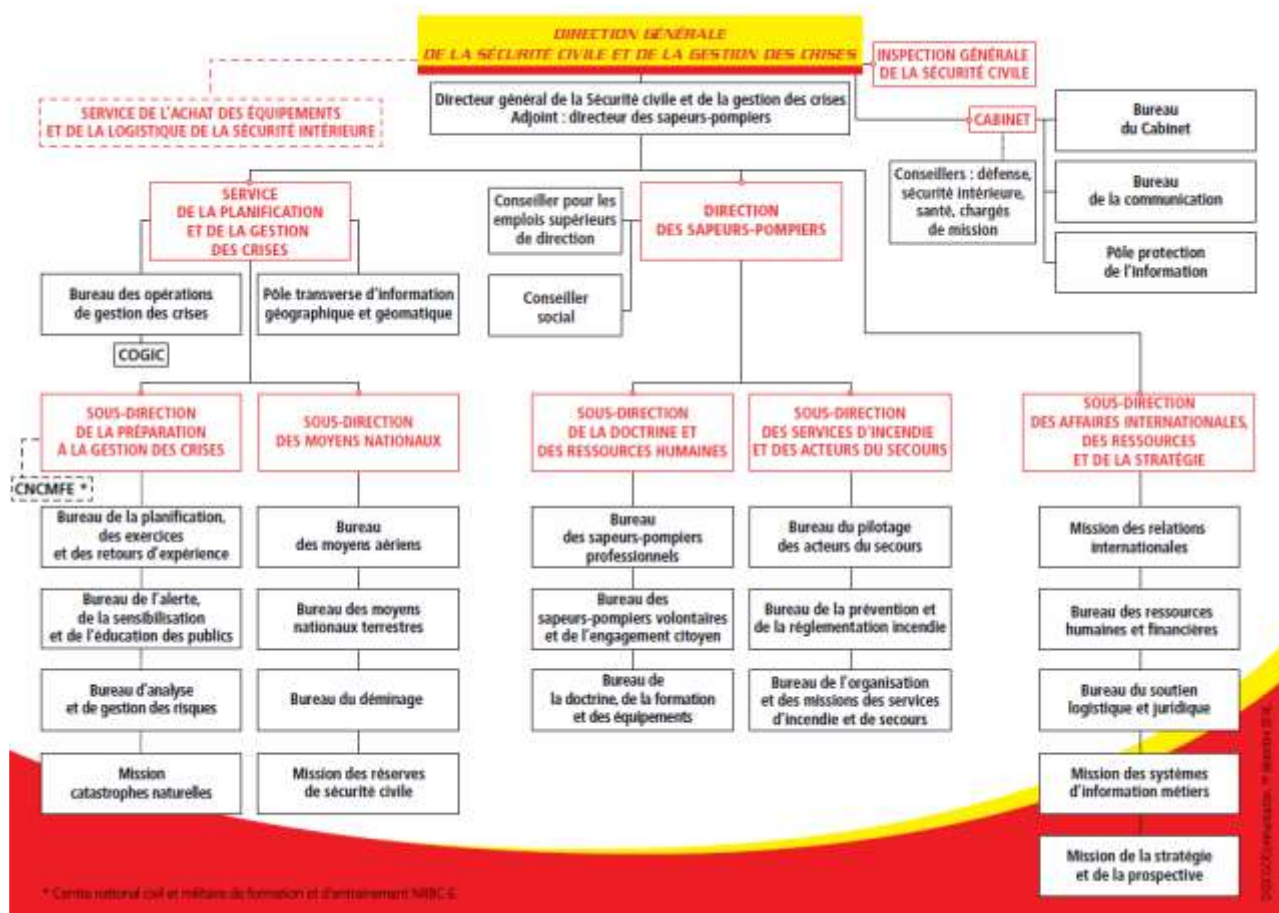 DIRECTION GÉNÉRALE
DE LA SÉCURITÉ CIVILE ET DE LA GESTION DES CRISES
INSPECTION GÉNÉRALE
DE LA SÉCURITÉ CIVILE
SERVICE DE L'ACHAT DES ÉQUIPEMENTS
ET DE LA LOGISTIQUE DE LA SÉCURITÉ INTÉRIEURE
Directeur général de la Sécurité civile et de la gestion des crises
Adjoint : directeur des sapeurs-pompiers
CABINET
Bureau
du Cabinet
Conseillers : défense,
sécurité intérieure,
santé, chargés
de mission
Bureau
de la communication
Pôle protection
de l'information
SERVICE
DE LA PLANIFICATION
ET DE LA GESTION
DES CRISES
Conseiller pour les
emplois supérieurs
de direction
DIRECTION
DES SAPEURS-POMPIERS
Bureau des opérations
de gestion des crises
Pôle transverse d'information
géographique et géomatique
Conseiller
social
COGIC
SOUS-DIRECTION
DE LA PRÉPARATION
À LA GESTION DES CRISES
SOUS-DIRECTION
DES MOYENS NATIONAUX
SOUS-DIRECTION
DE LA DOCTRINE ET
DES RESSOURCES HUMAINES
SOUS-DIRECTION
DES SERVICES D'INCENDIE
ET DES ACTEURS DU SECOURS
SOUS-DIRECTION
DES AFFAIRES INTERNATIONALES,
DES RESSOURCES
ET DE LA STRATÉGIE
CNCMFE *
Bureau de la planification,
des exercices
et des retours d'expérience
Bureau
des moyens aériens
Bureau
des sapeurs-pompiers
professionnels
Bureau du pilotage
des acteurs du secours
Mission des relations
internationales
Bureau de l'alerte,
de la sensibilisation
et de l'éducation des publics
Bureau des moyens
nationaux terrestres
Bureau des
sapeurs-pompiers volontaires
et de l'engagement citoyen
Bureau de la prévention et
de la réglementation incendie
Bureau des ressources
humaines et financières
Bureau d'analyse
et de gestion des risques
Bureau du déminage
Bureau de
la doctrine, de la formation
et des équipements
Bureau de l'organisation
et des missions des services
d'incendie et de secours
Bureau du soutien
logistique et juridique
Mission
catastrophes naturelles
Mission des réserves
de sécurité civile
Mission des systèmes
d'information métiers
Mission de la stratégie
et de la prospective
* Centre national civil et militaire de formation et d'entraînement NRBC-E.